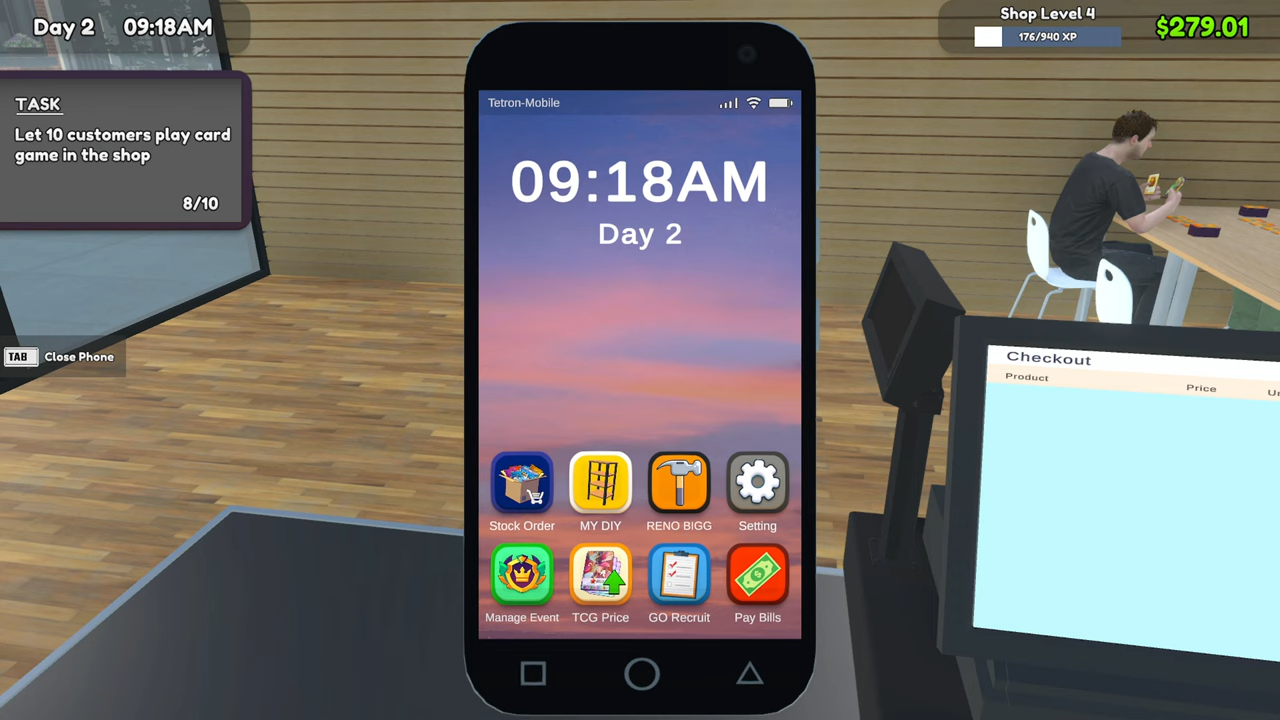 Day 2 09:18AM
Shop Level 4
176/940 XP
$279.01
TASK
Let 10 customers play card
game in the shop
8/10
TAB Close Phone
Tetron-Mobile
09:18AM
Day 2
Stock Order MY DIY RENO BIGG Setting
Manage Event TCG Price GO Recruit Pay Bills
Checkout
Product Price